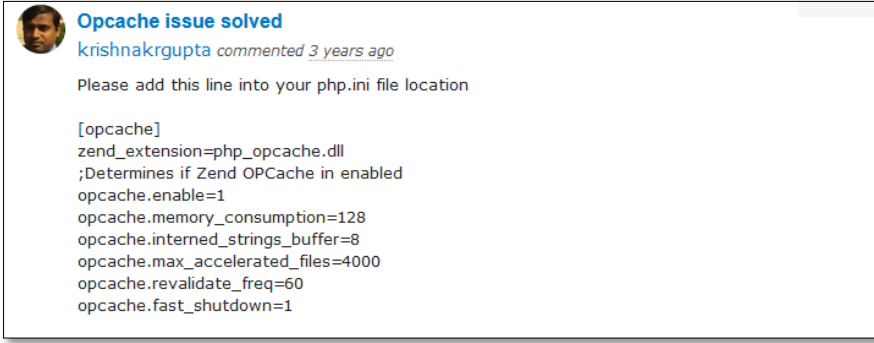 Opcache issue solved
krishnakrgupta commented 3 years ago
Please add this line into your php.ini file location
[opcache]
zend_extension=php_opcache.dll
;Determines if Zend OPCache in enabled
opcache.enable=1
opcache.memory_consumption=128
opcache.interned_strings_buffer=8
opcache.max_accelerated_files=4000
opcache.revalidate_freq=60
opcache.fast_shutdown=1